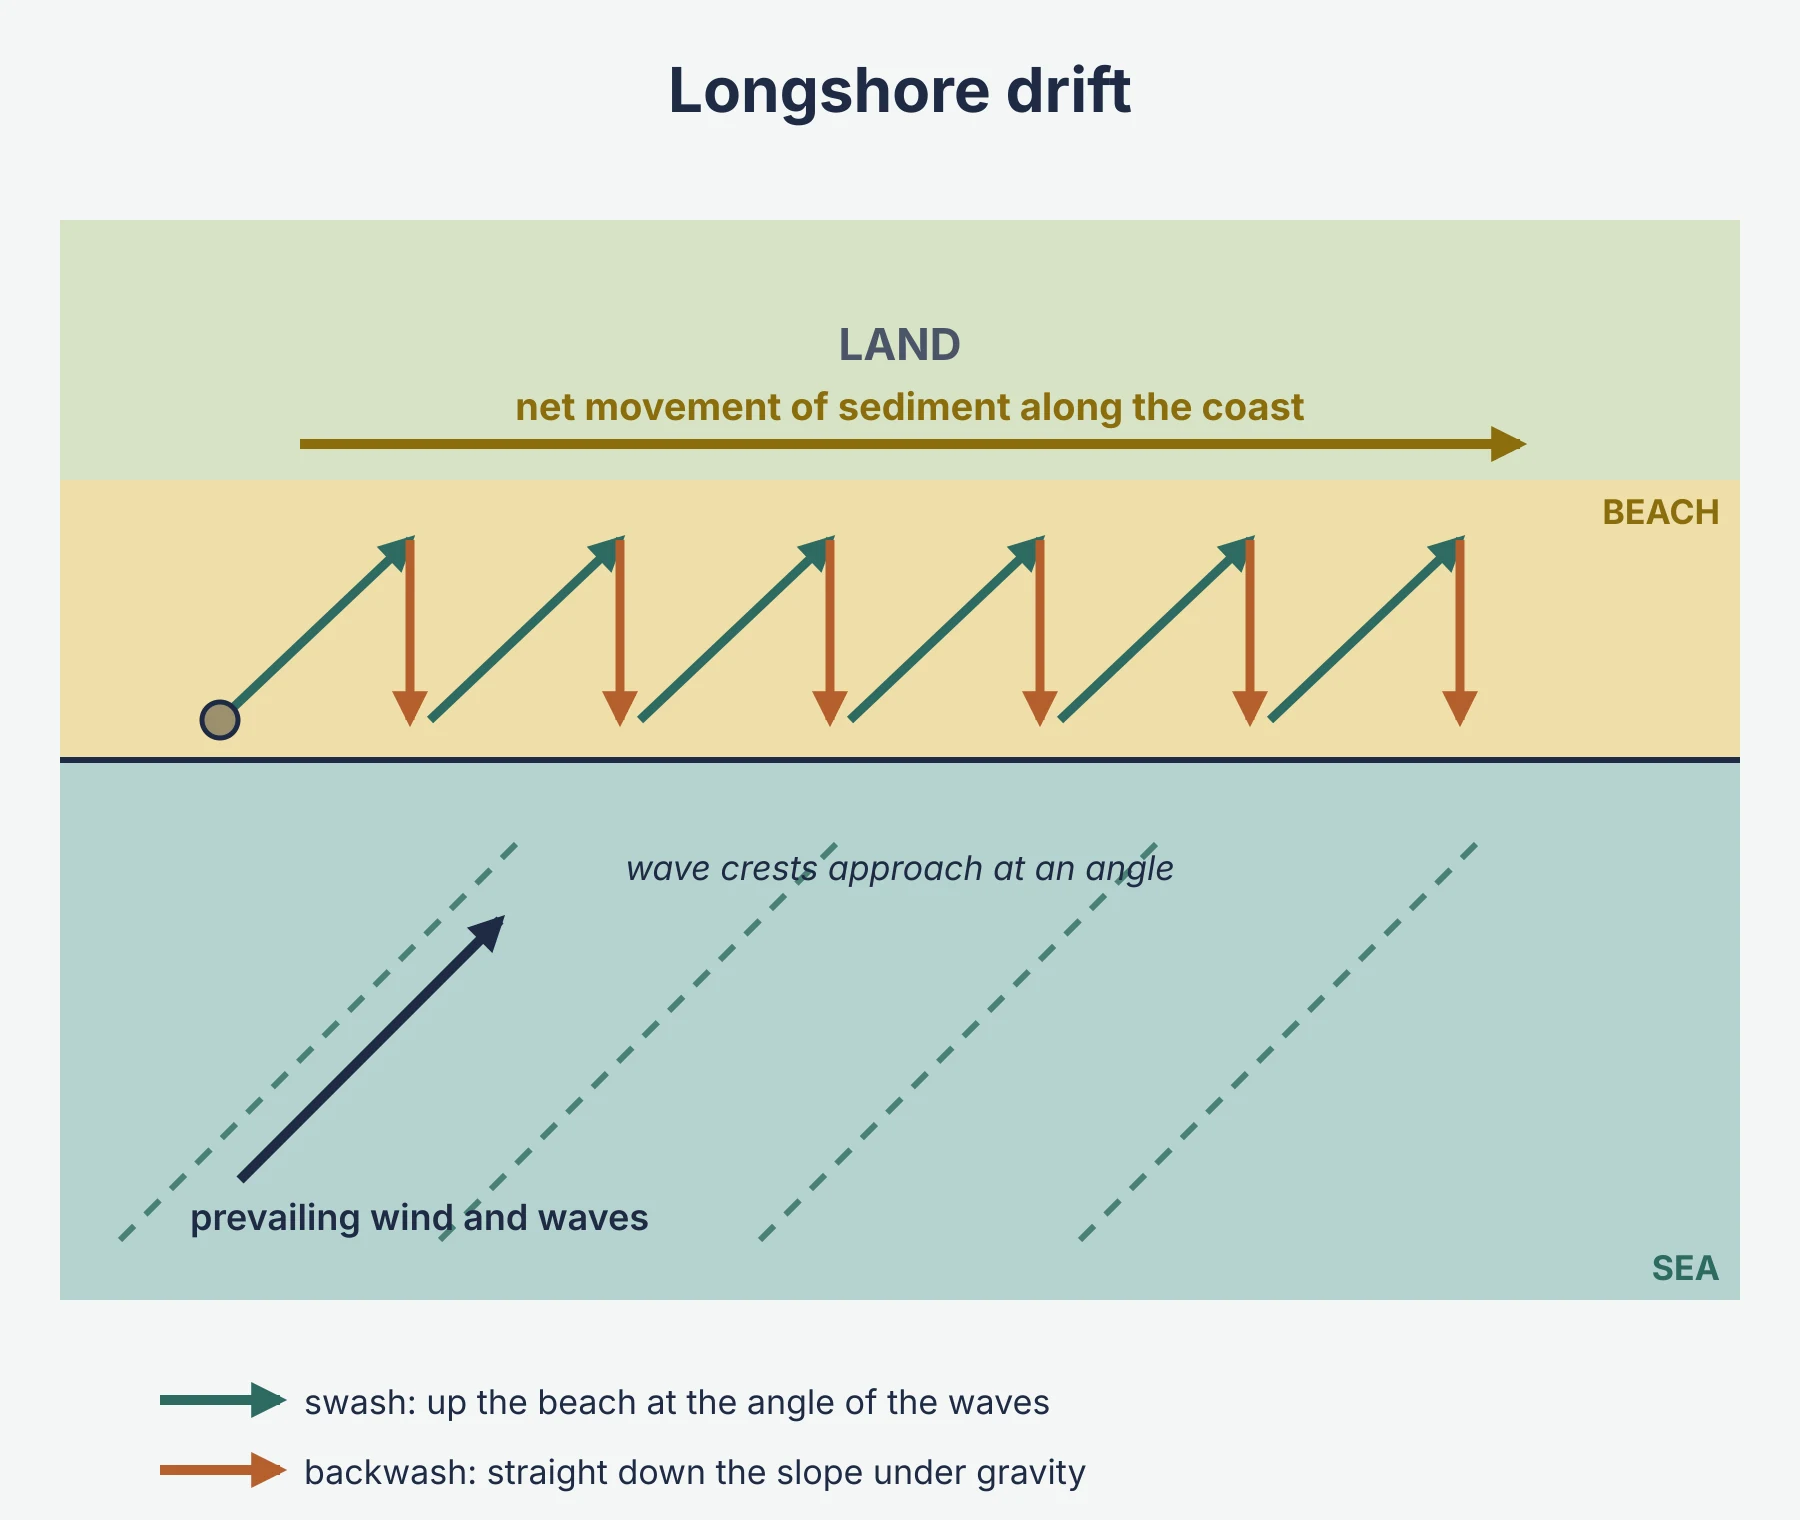 Longshore drift
LAND
net movement of sediment along the coast
BEACH
wave crests approach at an angle
prevailing wind and waves
SEA
swash: up the beach at the angle of the waves
backwash: straight down the slope under gravity